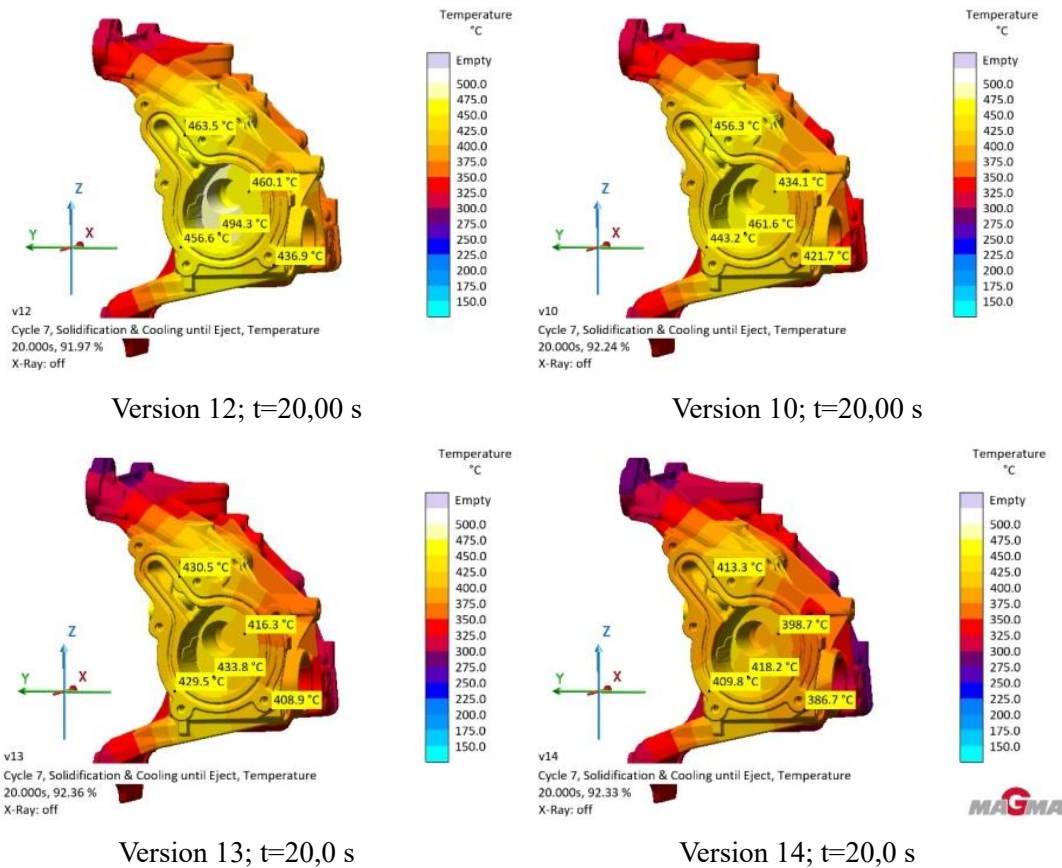 Temperature
°C
Empty
500.0
475.0
450.0
425.0
400.0
375.0
350.0
325.0
300.0
275.0
250.0
225.0
200.0
175.0
150.0
463.5 °C
460.1 °C
494.3 °C
456.6 °C
436.9 °C
Z
Y
X
v12
Cycle 7, Solidification & Cooling until Eject, Temperature
20.000s, 91.97 %
X-Ray: off
Version 12; t=20,00 s
Temperature
°C
Empty
500.0
475.0
450.0
425.0
400.0
375.0
350.0
325.0
300.0
275.0
250.0
225.0
200.0
175.0
150.0
456.3 °C
434.1 °C
461.6 °C
443.2 °C
421.7 °C
Z
Y
X
v10
Cycle 7, Solidification & Cooling until Eject, Temperature
20.000s, 92.24 %
X-Ray: off
Version 10; t=20,00 s
Temperature
°C
Empty
500.0
475.0
450.0
425.0
400.0
375.0
350.0
325.0
300.0
275.0
250.0
225.0
200.0
175.0
150.0
430.5 °C
416.3 °C
433.8 °C
429.5 °C
408.9 °C
Z
Y
X
v13
Cycle 7, Solidification & Cooling until Eject, Temperature
20.000s, 92.36 %
X-Ray: off
Version 13; t=20,0 s
Temperature
°C
Empty
500.0
475.0
450.0
425.0
400.0
375.0
350.0
325.0
300.0
275.0
250.0
225.0
200.0
175.0
150.0
413.3 °C
398.7 °C
418.2 °C
409.8 °C
386.7 °C
Z
Y
X
v14
Cycle 7, Solidification & Cooling until Eject, Temperature
20.000s, 92.33 %
X-Ray: off
MAGMA
Version 14; t=20,0 s